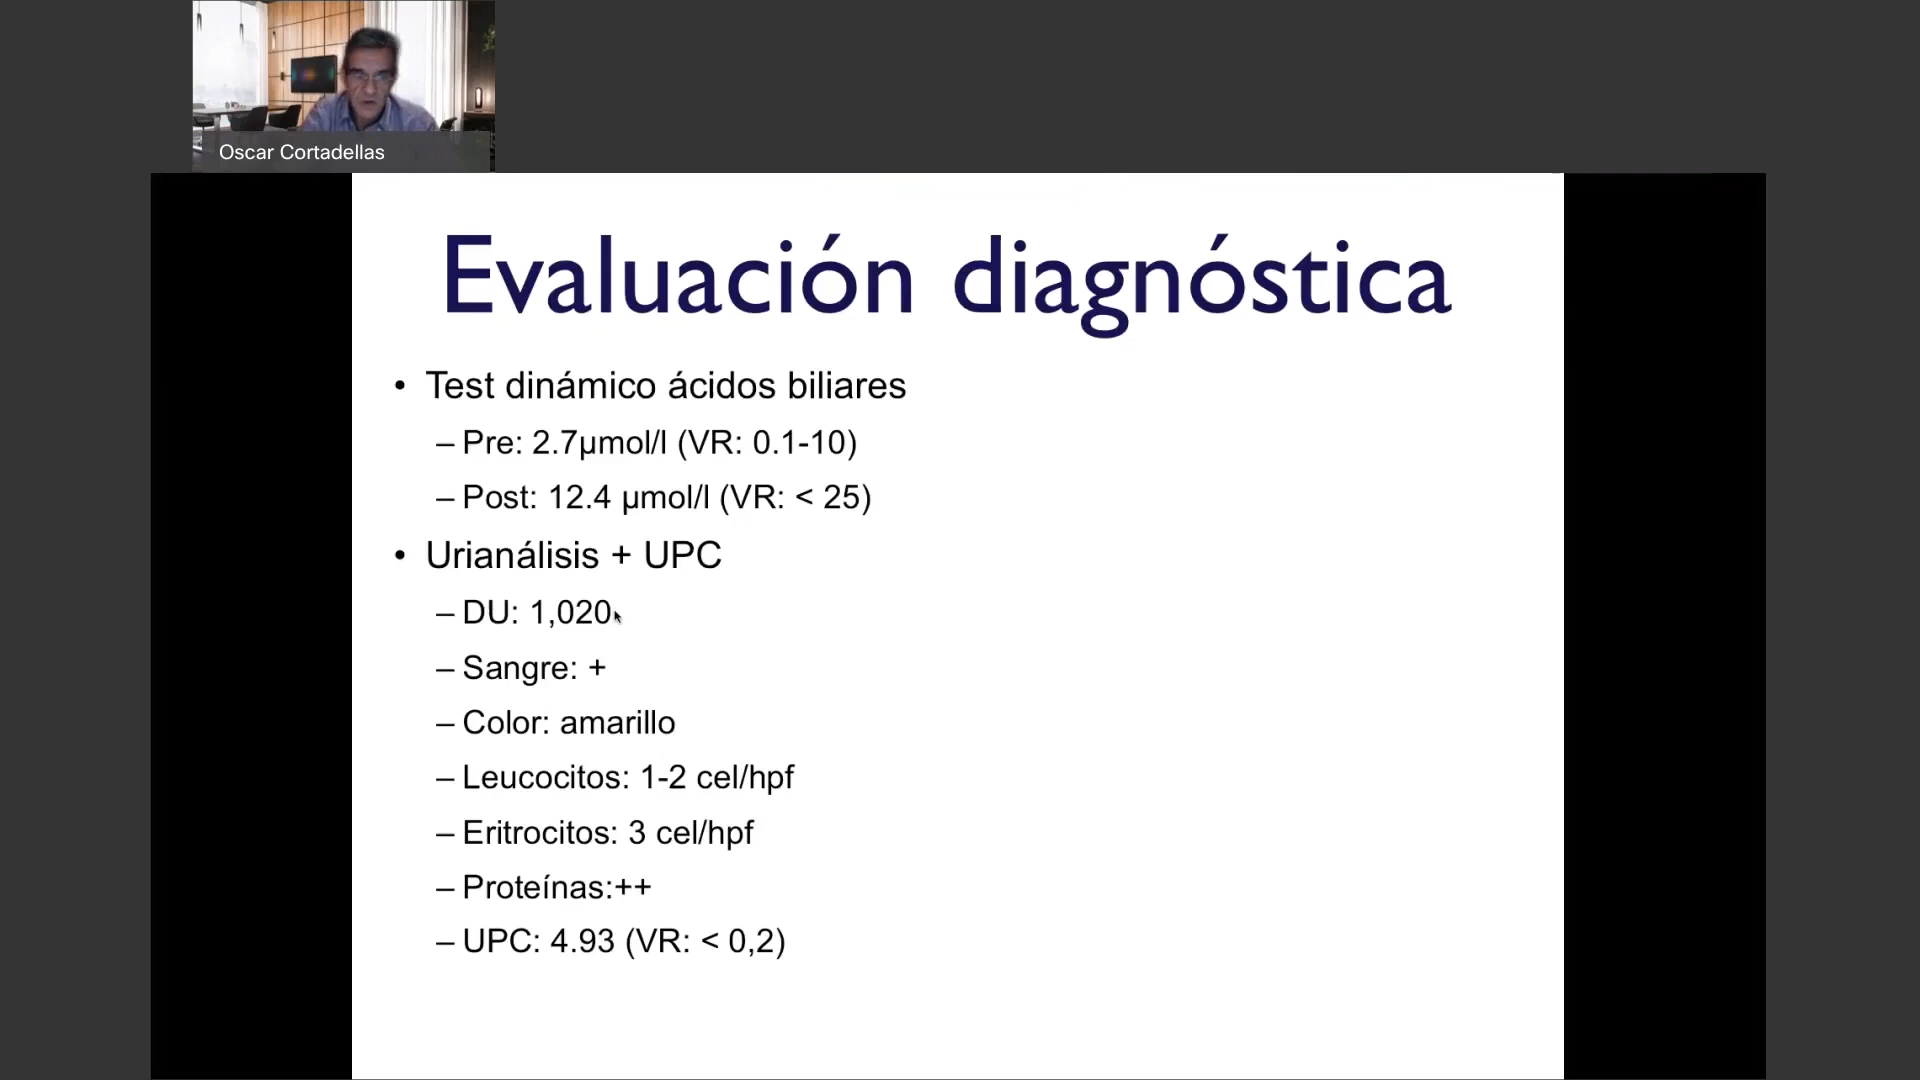 Oscar Cortadellas
Evaluación diagnóstica
• Test dinámico ácidos biliares
– Pre: 2.7µmol/l (VR: 0.1-10)
– Post: 12.4 µmol/l (VR: < 25)
• Urianálisis + UPC
– DU: 1,020
– Sangre: +
– Color: amarillo
– Leucocitos: 1-2 cel/hpf
– Eritrocitos: 3 cel/hpf
– Proteínas:++
– UPC: 4.93 (VR: < 0,2)